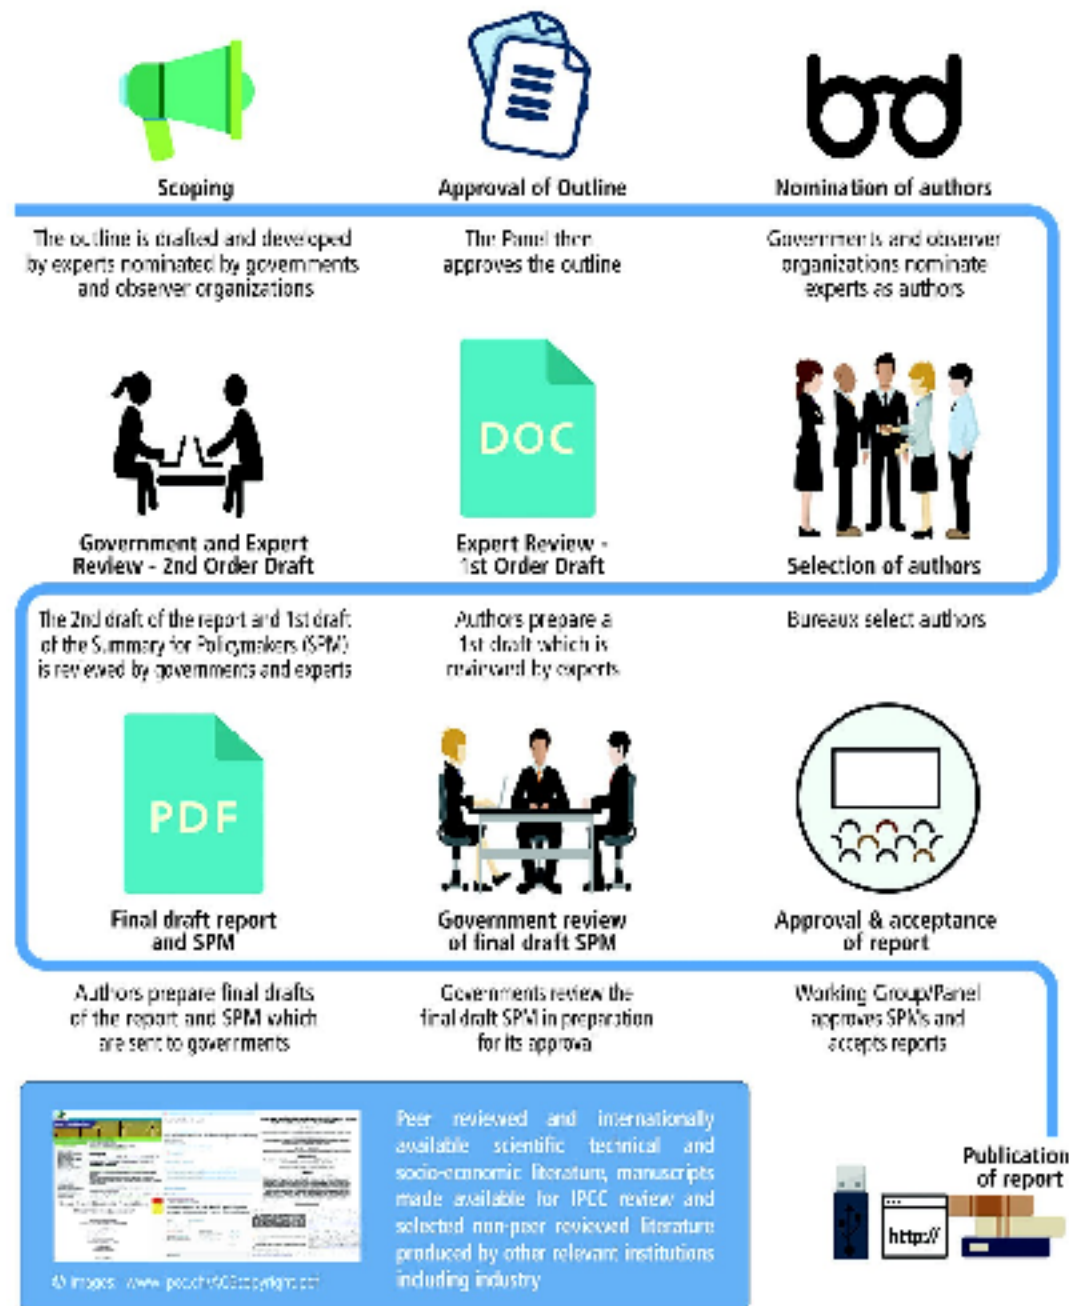 Scoping
The outline is drafted and developed
by experts nominated by governments
and observer organizations
Approval of Outline
The Panel then
approves the outline
Nomination of authors
Governments and observer
organizations nominate
experts as authors
Selection of authors
Bureaux select authors
DOC
Expert Review -
1st Order Draft
Authors prepare a
1st draft which is
reviewed by experts
Government and Expert
Review - 2nd Order Draft
The 2nd draft of the report and 1st draft
of the Summary for Policymakers (SPM)
is reviewed by governments and experts
PDF
Final draft report
and SPM
Authors prepare final drafts
of the report and SPM which
are sent to governments
Government review
of final draft SPM
Governments review the
final draft SPM in preparation
for its approval
Approval & acceptance
of report
Working Group/Panel
approves SPMs and
accepts reports
Publication
of report
http://
Peer reviewed and internationally
available scientific technical and
socio-economic literature, manuscripts
made available for IPCC review and
selected non-peer reviewed literature
produced by other relevant institutions
including industry